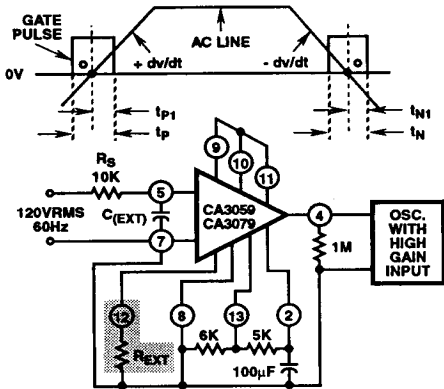 GATE
PULSE
AC LINE
+ dv/dt
- dv/dt
0V
tP1
tN1
tP
tN
9
10
11
RS
10K
5
CA3059
CA3079
4
OSC.
WITH
HIGH
GAIN
INPUT
120VRMS
60Hz
C(EXT)
7
1M
12
8
13
2
REXT
6K
5K
100μF